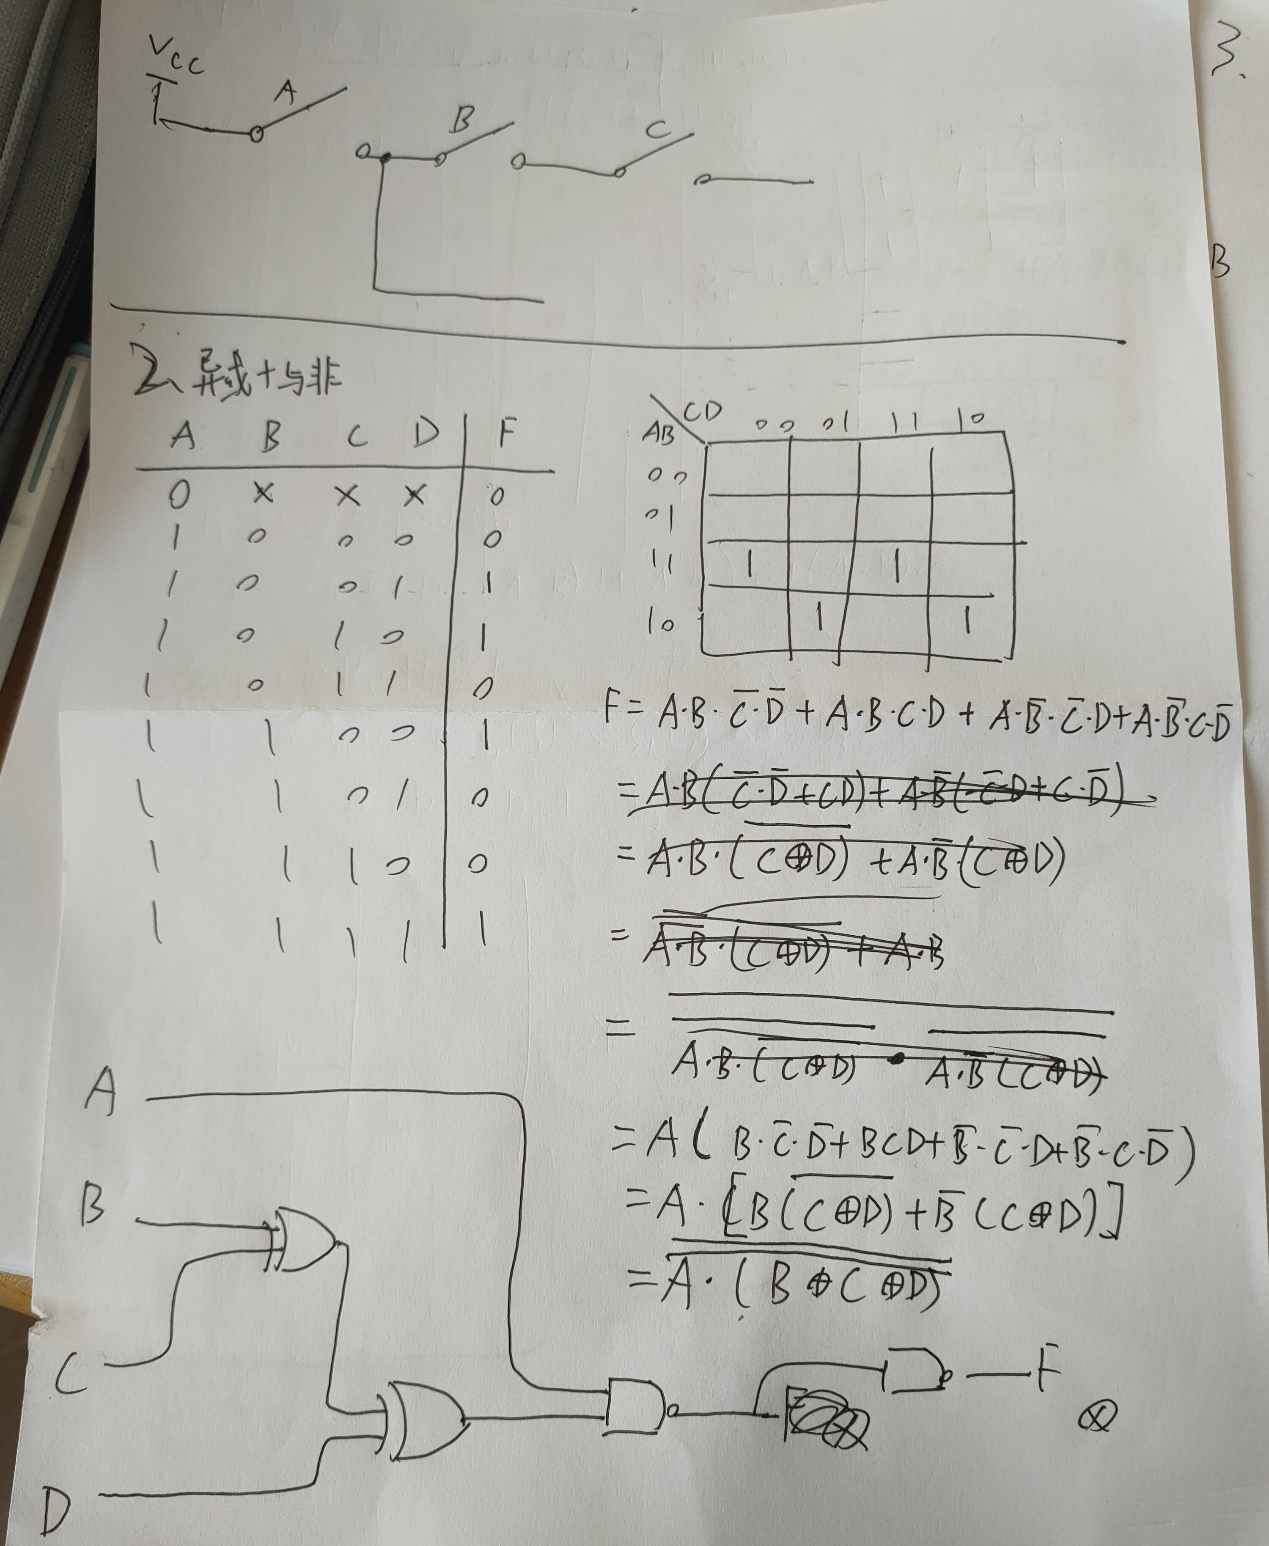 Vcc
A
B
C
3.
B
2、异或+与非
A B C D F
0 × × × 0
1 0 0 0 0
1 0 0 1 1
1 0 1 0 1
1 0 1 1 0
1 1 0 0 1
1 1 0 1 0
1 1 1 0 0
1 1 1 1 1
CD
AB
00 01 11 10
00
01
11 1 1
10 1 1
F = A·B·C̅·D̅ + A·B·C·D + A·B̅·C̅·D + A·B̅·C·D̅
= A·B(C̅·D̅ + CD) + A·B̅(C̅D + C·D̅)
= A·B·(C⊕D)̅ + A·B̅(C⊕D)
= A·B·(C⊕D) + A·B
= A·B·(C⊕D) · A·B̅(C⊕D)
= A(B·C̅·D̅ + BCD + B̅·C̅·D + B̅·C·D̅)
= A·[B(C⊕D)̅ + B̅(C⊕D)]
= A·(B⊕C⊕D)
A
B
C
D
F